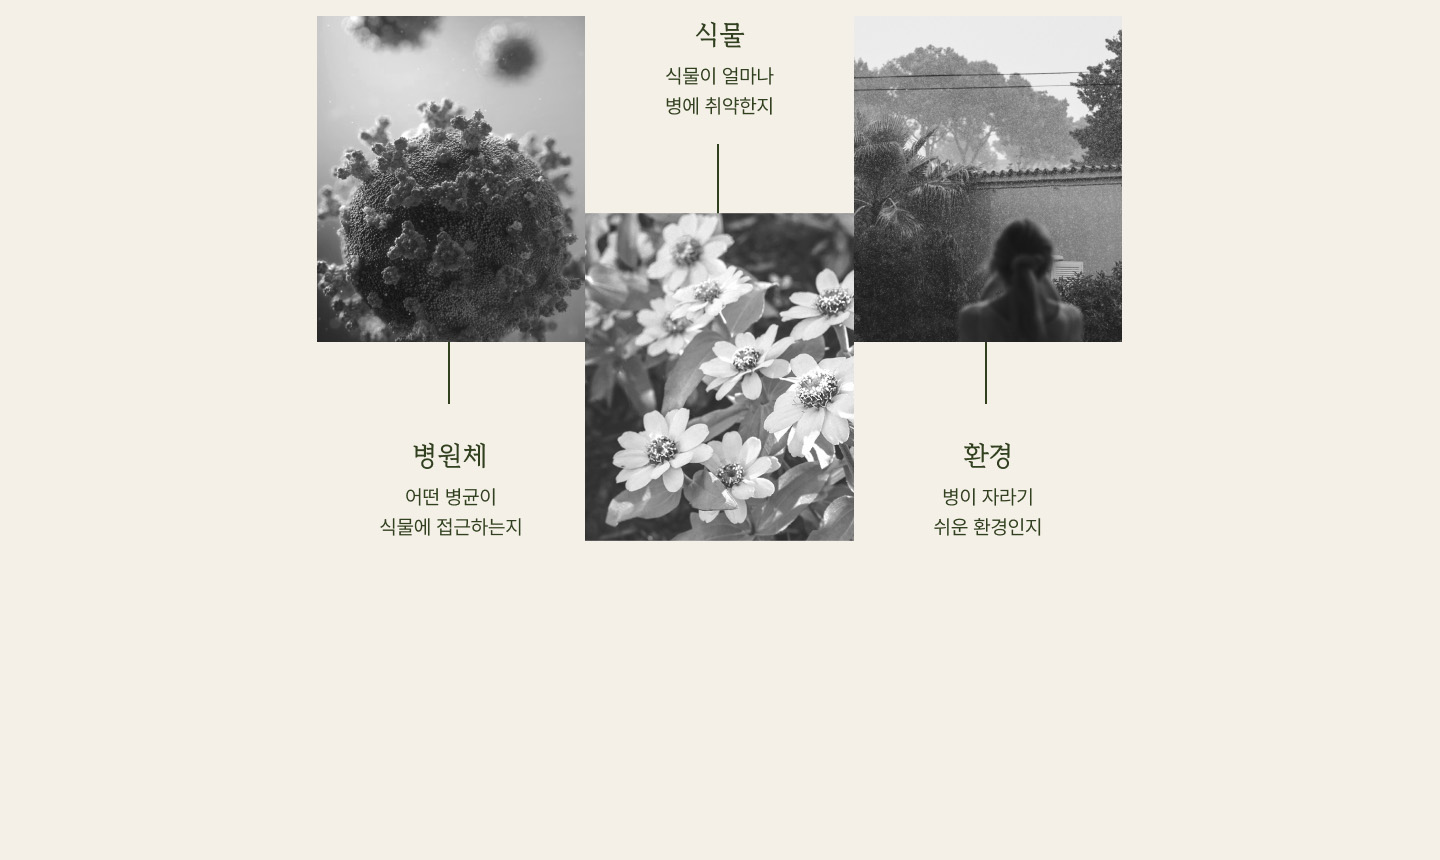 식물
식물이 얼마나
병에 취약한지
병원체
어떤 병균이
식물에 접근하는지
환경
병이 자라기
쉬운 환경인지